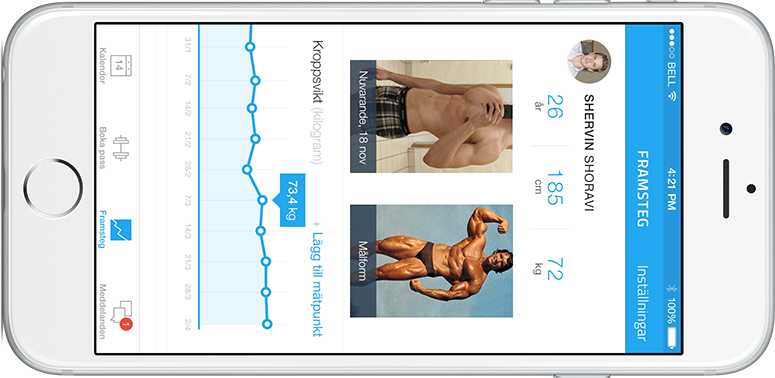 BELL 4:21 PM 100%
FRAMSTEG Inställningar
SHERVIN SHORAVI
26 185 72
år cm kg
Nuvarande, 18 nov Målform
Kroppsvikt (kilogram) + Lägg till mätpunkt
73,4 kg
31/1 7/2 14/2 21/2 28/2 7/3 14/3 21/3 28/3 2/4
14 1
Kalender Boka pass Framsteg Meddelanden